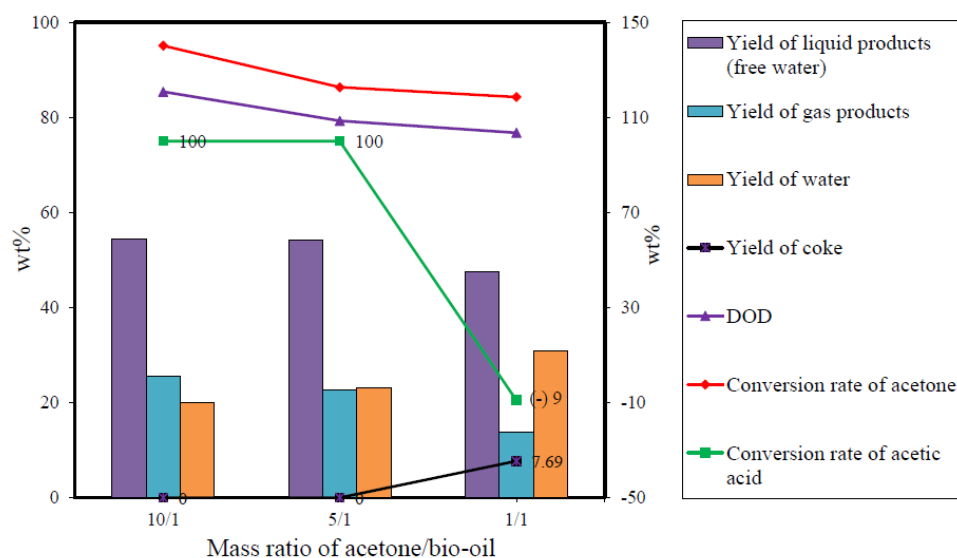 100
80
60
40
20
0
wt%
150
110
70
30
-10
-50
wt%
100
100
(-) 9
7.69
0
0
10/1
5/1
1/1
Mass ratio of acetone/bio-oil
Yield of liquid products
(free water)
Yield of gas products
Yield of water
Yield of coke
DOD
Conversion rate of acetone
Conversion rate of acetic
acid